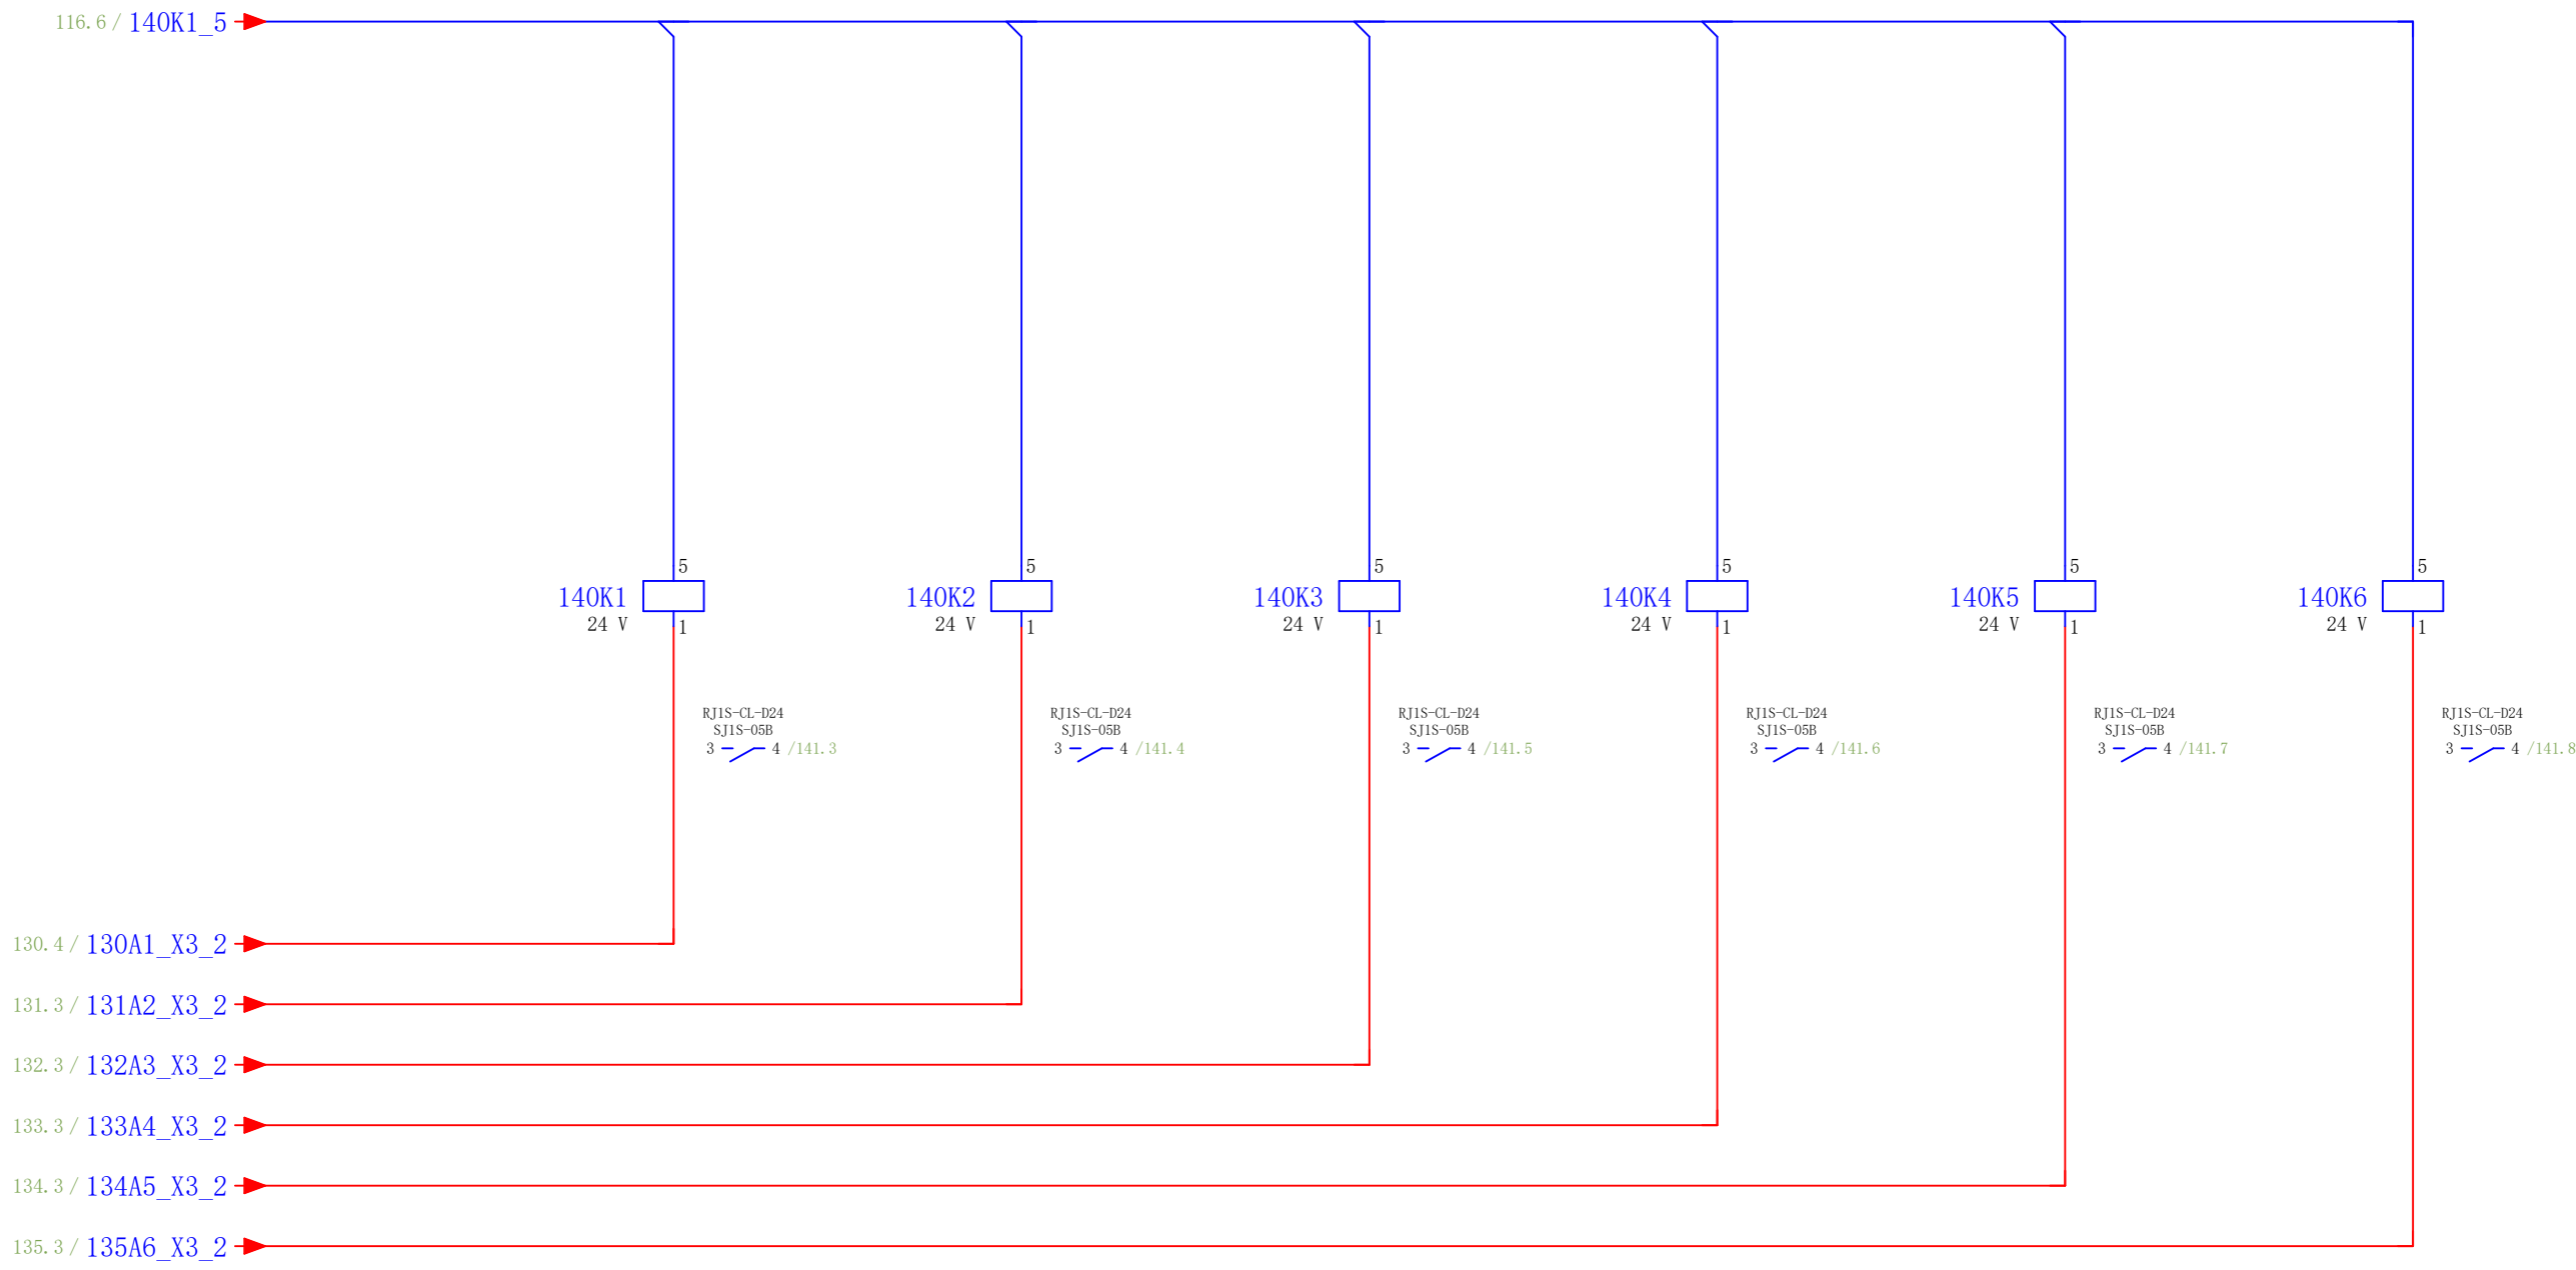 116.6 / 140K1_5
5 5 5 5 5 5
140K1 140K2 140K3 140K4 140K5 140K6
24 V 24 V 24 V 24 V 24 V 24 V
1 1 1 1 1 1
RJ1S-CL-D24 RJ1S-CL-D24 RJ1S-CL-D24 RJ1S-CL-D24 RJ1S-CL-D24 RJ1S-CL-D24
SJ1S-05B SJ1S-05B SJ1S-05B SJ1S-05B SJ1S-05B SJ1S-05B
3 4 /141.3 3 4 /141.4 3 4 /141.5 3 4 /141.6 3 4 /141.7 3 4 /141.8
130.4 / 130A1_X3_2
131.3 / 131A2_X3_2
132.3 / 132A3_X3_2
133.3 / 133A4_X3_2
134.3 / 134A5_X3_2
135.3 / 135A6_X3_2